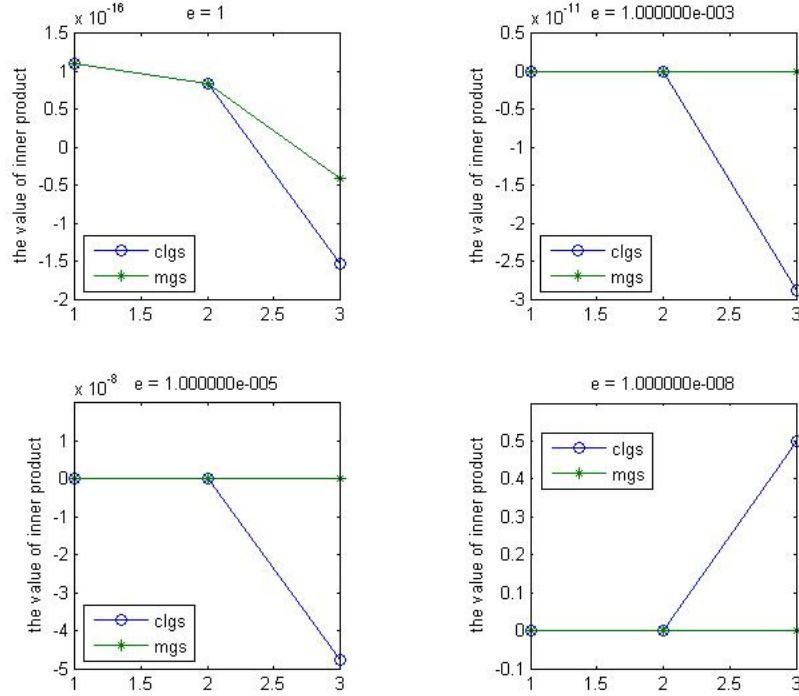 x 10^-16
e = 1
1.5
1
0.5
0
-0.5
-1
-1.5
-2
the value of inner product
clgs
mgs
1 1.5 2 2.5 3
x 10^-11
e = 1.000000e-003
0.5
0
-0.5
-1
-1.5
-2
-2.5
-3
the value of inner product
clgs
mgs
1 1.5 2 2.5 3
x 10^-8
e = 1.000000e-005
1
0
-1
-2
-3
-4
-5
the value of inner product
clgs
mgs
1 1.5 2 2.5 3
e = 1.000000e-008
0.5
0.4
0.3
0.2
0.1
0
-0.1
the value of inner product
clgs
mgs
1 1.5 2 2.5 3